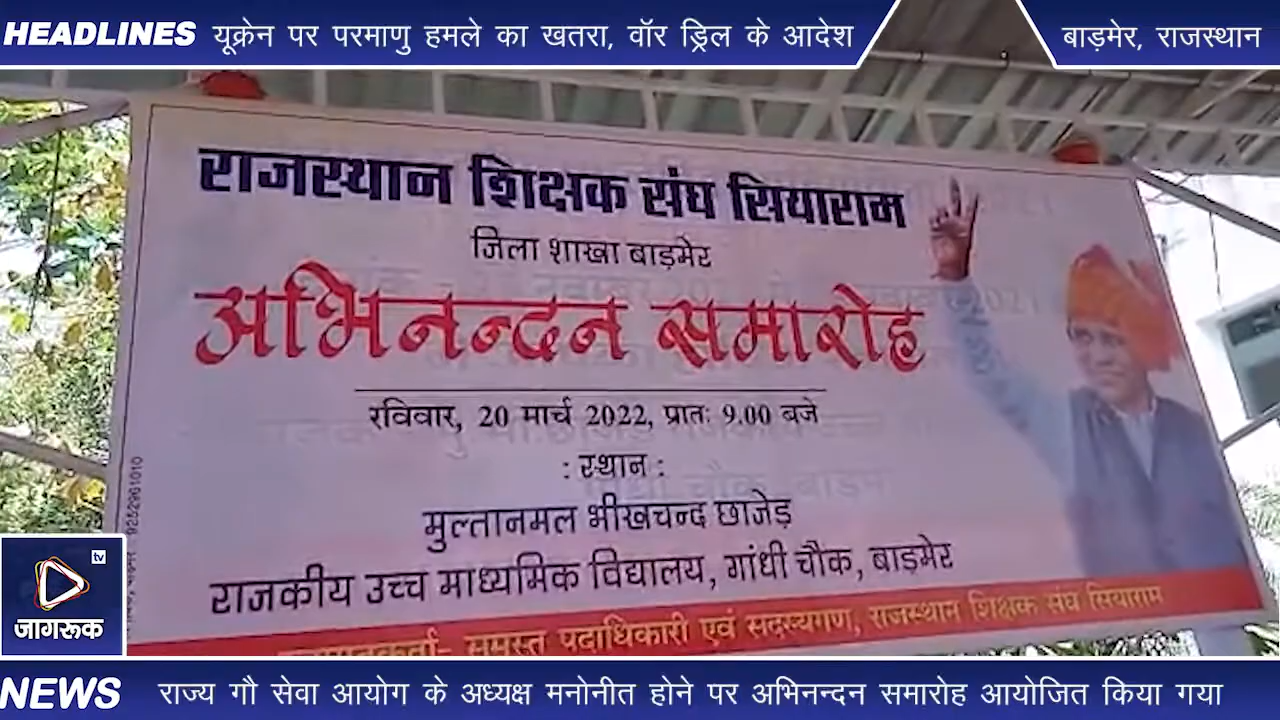 HEADLINES यूक्रेन पर परमाणु हमले का खतरा, वॉर ड्रिल के आदेश
बाड़मेर, राजस्थान
राजस्थान शिक्षक संघ सियाराम
जिला शाखा बाड़मेर
अभिनन्दन समारोह
रविवार, 20 मार्च 2022, प्रातः 9.00 बजे
: स्थान :
मुल्तानमल भीखचन्द छाजेड़
राजकीय उच्च माध्यमिक विद्यालय, गांधी चौक, बाड़मेर
समस्त पदाधिकारी एवं सदस्यगण, राजस्थान शिक्षक संघ सियाराम
9252961010
tv
जागरूक
NEWS राज्य गौ सेवा आयोग के अध्यक्ष मनोनीत होने पर अभिनन्दन समारोह आयोजित किया गया